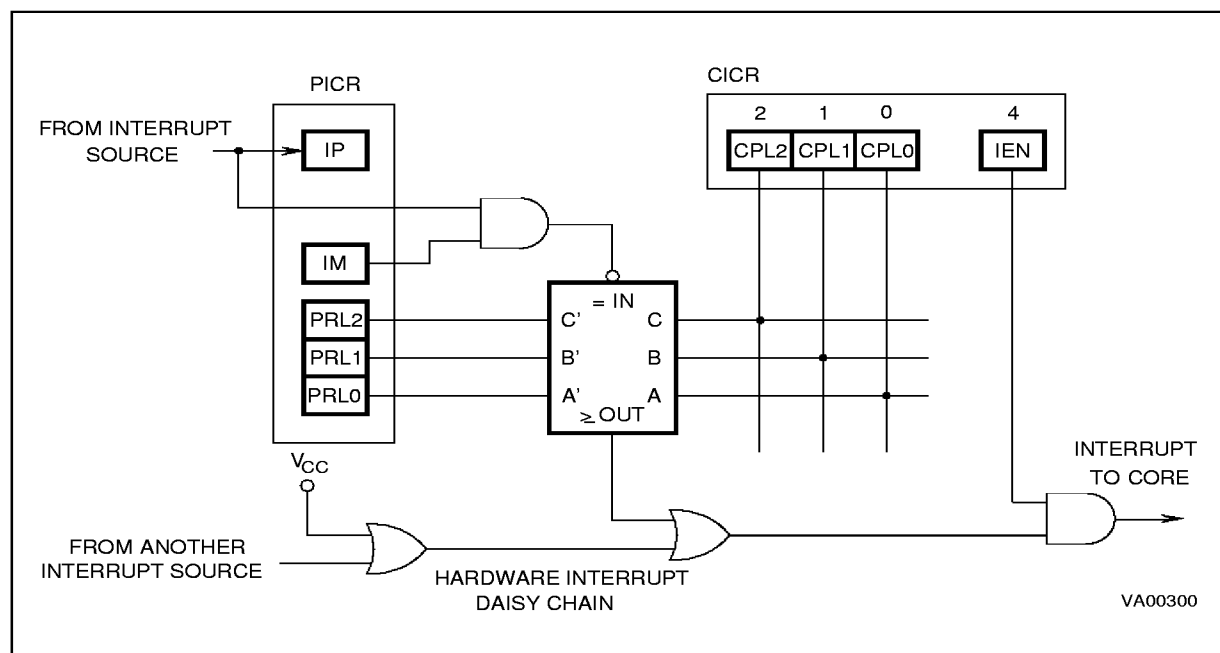 PICR
CICR
FROM INTERRUPT
SOURCE
IP
2 1 0 4
CPL2 CPL1 CPL0 IEN
IM
= IN
PRL2 C' C
PRL1 B' B
PRL0 A' A
≥ OUT
VCC
INTERRUPT
TO CORE
FROM ANOTHER
INTERRUPT SOURCE
HARDWARE INTERRUPT
DAISY CHAIN
VA00300